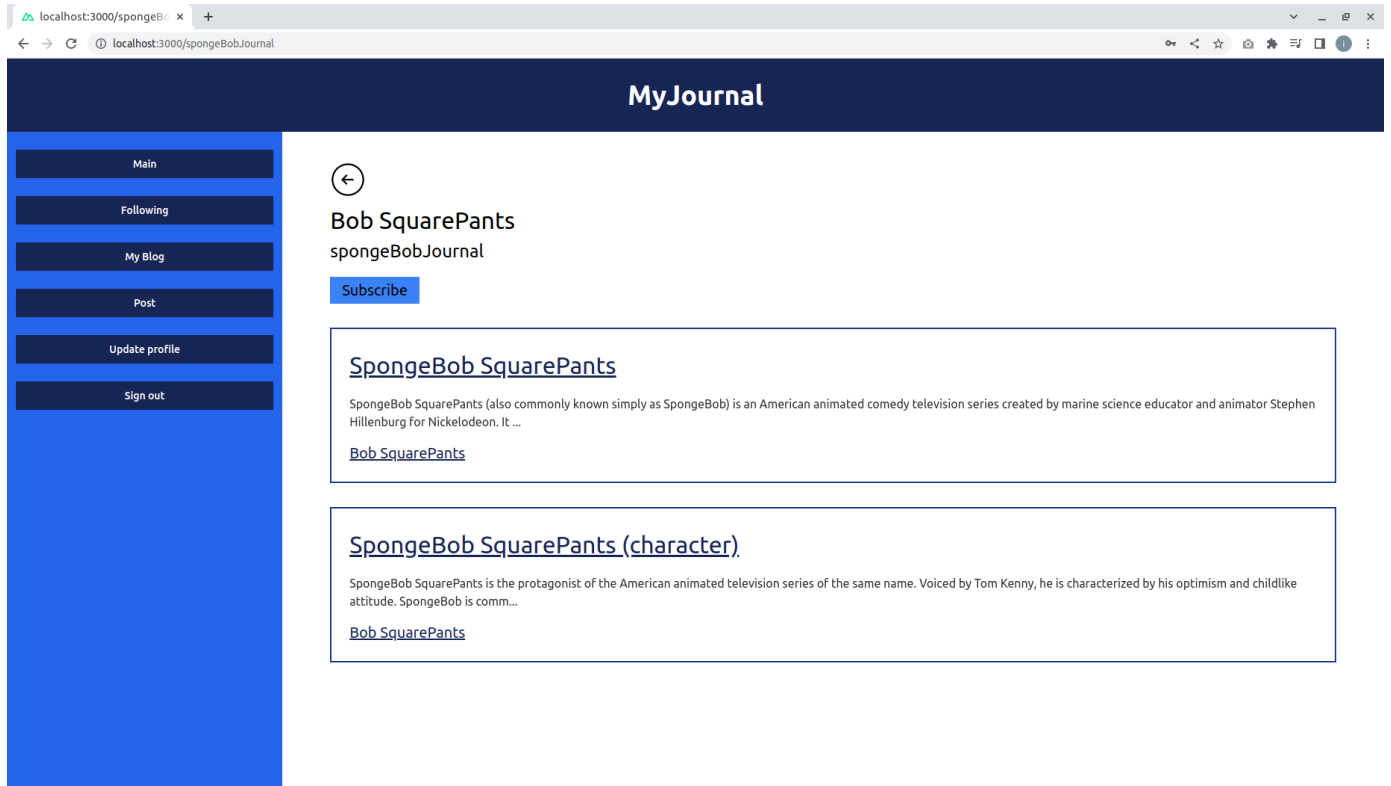 localhost:3000/spongeBo
localhost:3000/spongeBobJournal
i
MyJournal
Main
Following
My Blog
Post
Update profile
Sign out
Bob SquarePants
spongeBobJournal
Subscribe
SpongeBob SquarePants
SpongeBob SquarePants (also commonly known simply as SpongeBob) is an American animated comedy television series created by marine science educator and animator Stephen
Hillenburg for Nickelodeon. It ...
Bob SquarePants
SpongeBob SquarePants (character)
SpongeBob SquarePants is the protagonist of the American animated television series of the same name. Voiced by Tom Kenny, he is characterized by his optimism and childlike
attitude. SpongeBob is comm...
Bob SquarePants